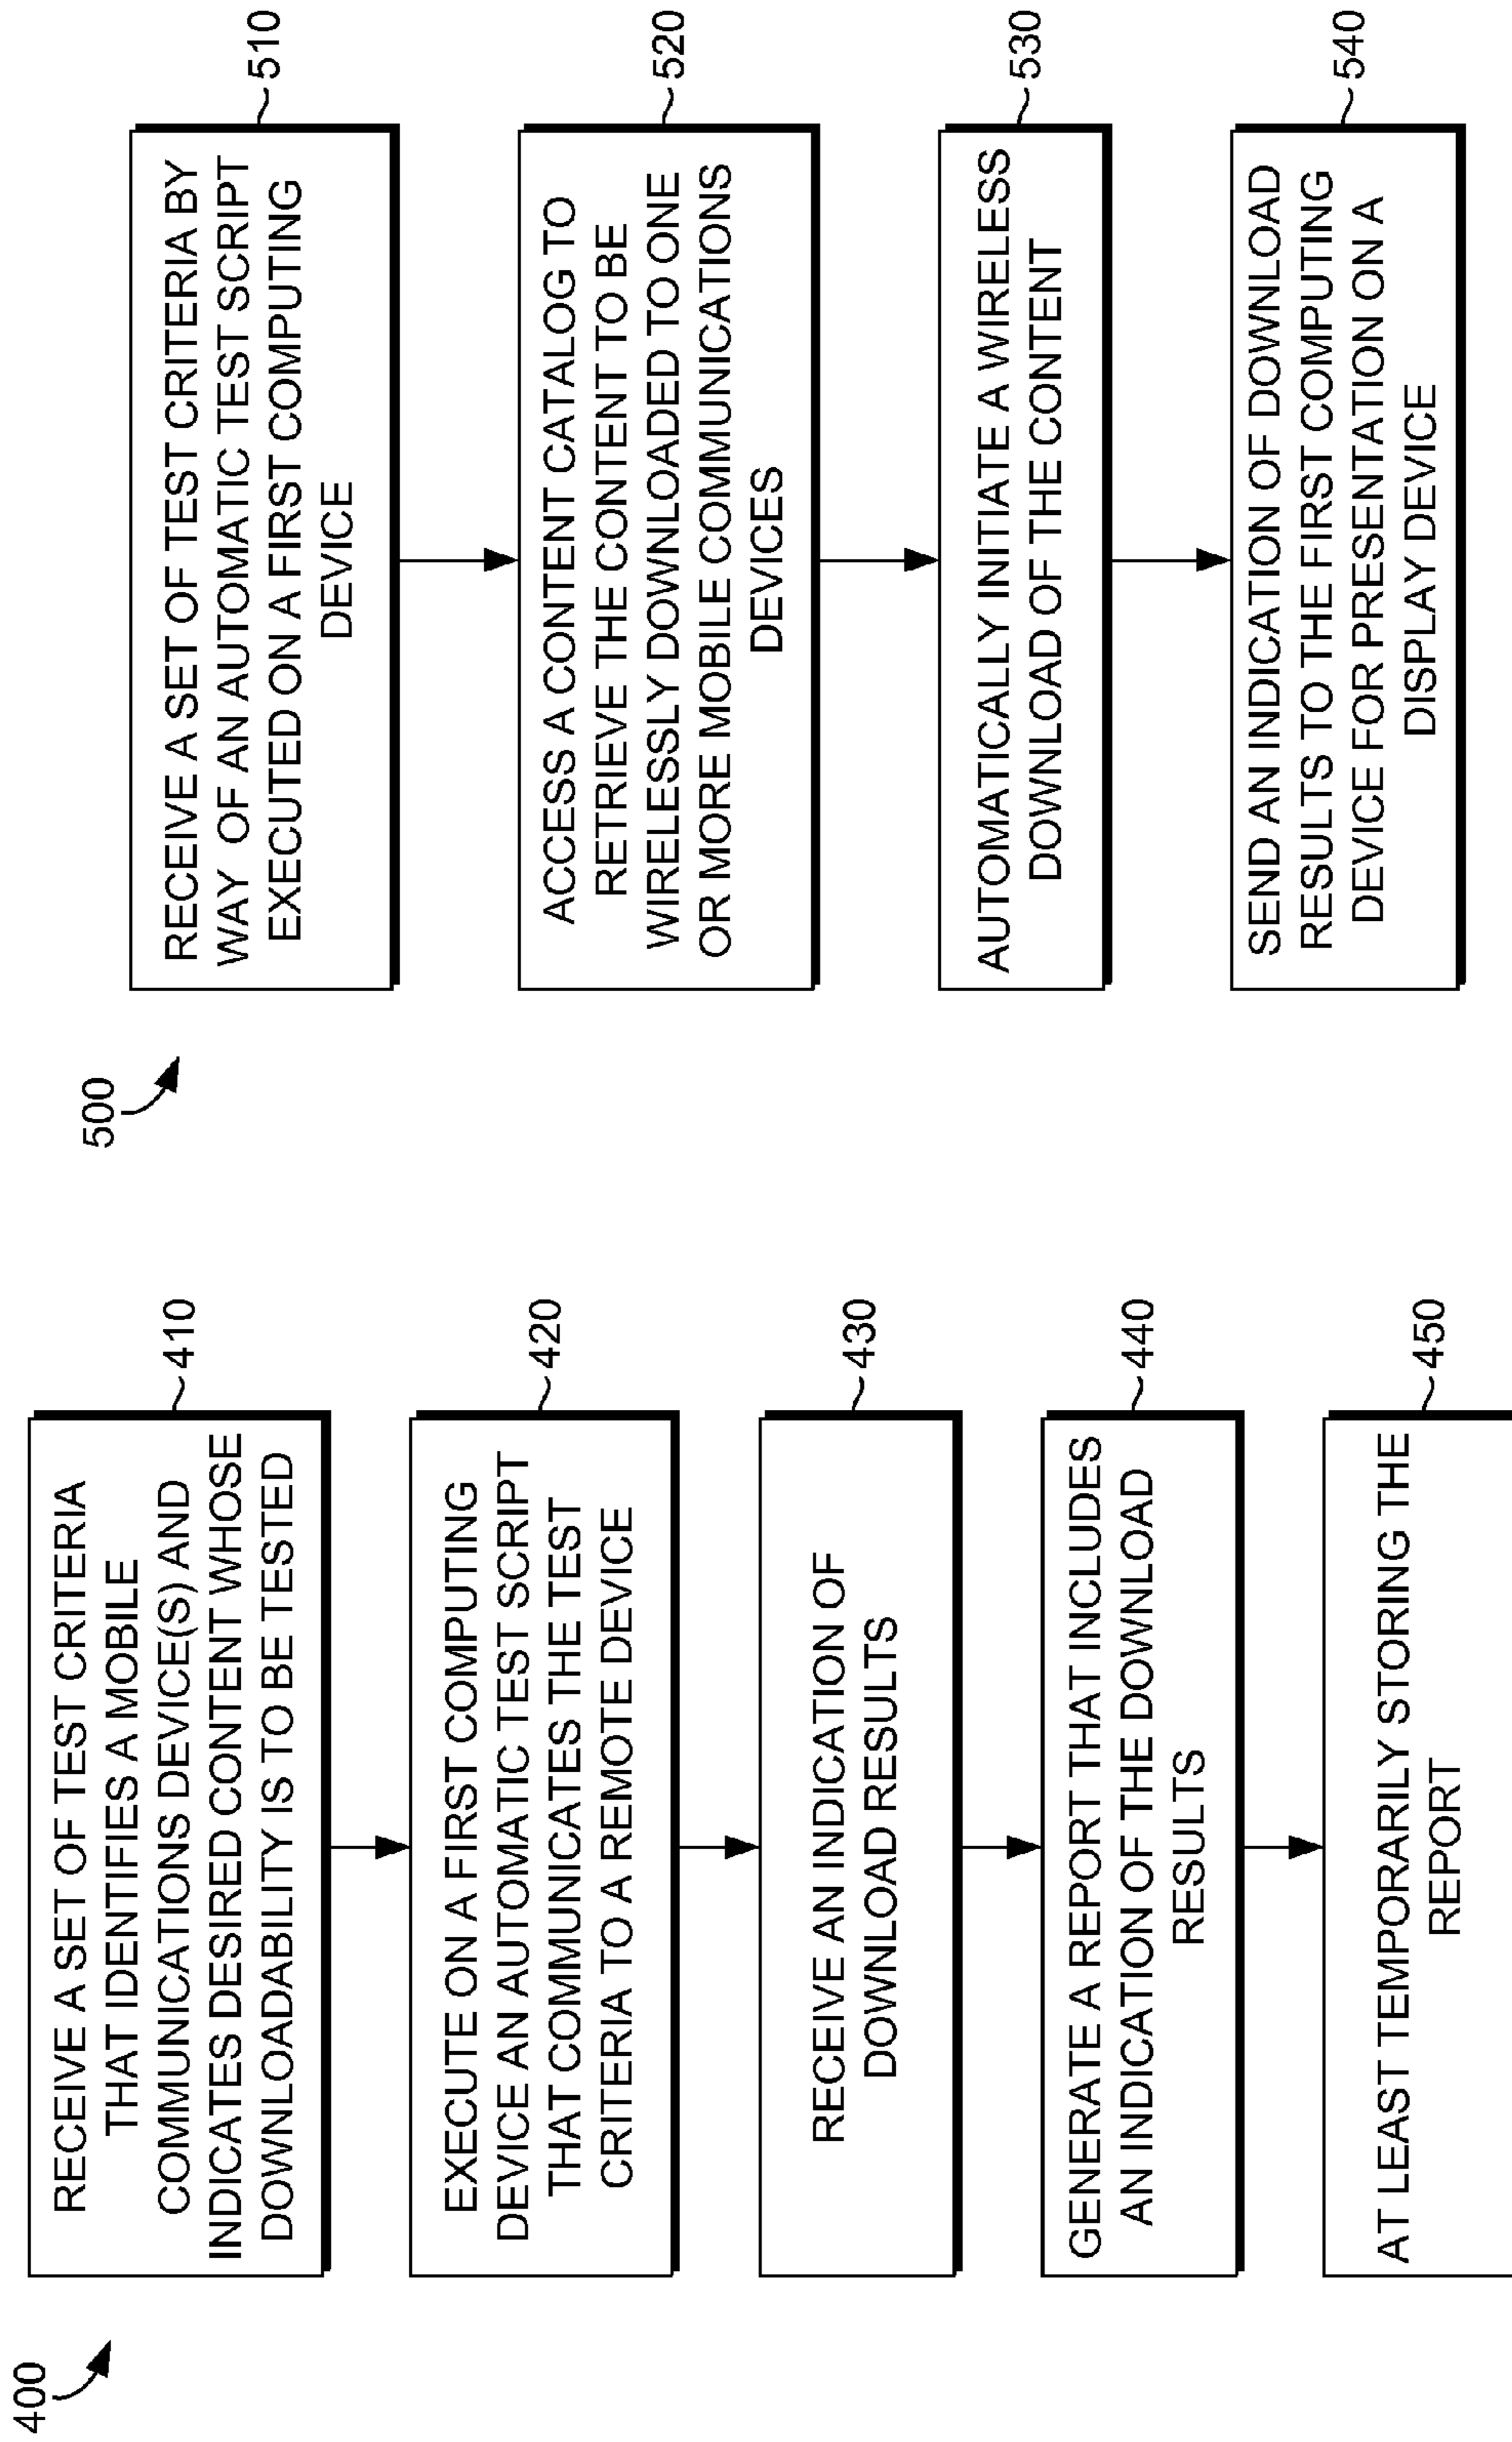 400
RECEIVE A SET OF TEST CRITERIA
THAT IDENTIFIES A MOBILE
COMMUNICATIONS DEVICE(S) AND
INDICATES DESIRED CONTENT WHOSE
DOWNLOADABILITY IS TO BE TESTED
410
EXECUTE ON A FIRST COMPUTING
DEVICE AN AUTOMATIC TEST SCRIPT
THAT COMMUNICATES THE TEST
CRITERIA TO A REMOTE DEVICE
420
RECEIVE AN INDICATION OF
DOWNLOAD RESULTS
430
GENERATE A REPORT THAT INCLUDES
AN INDICATION OF THE DOWNLOAD
RESULTS
440
AT LEAST TEMPORARILY STORING THE
REPORT
450
500
RECEIVE A SET OF TEST CRITERIA BY
WAY OF AN AUTOMATIC TEST SCRIPT
EXECUTED ON A FIRST COMPUTING
DEVICE
510
ACCESS A CONTENT CATALOG TO
RETRIEVE THE CONTENT TO BE
WIRELESSLY DOWNLOADED TO ONE
OR MORE MOBILE COMMUNICATIONS
DEVICES
520
AUTOMATICALLY INITIATE A WIRELESS
DOWNLOAD OF THE CONTENT
530
SEND AN INDICATION OF DOWNLOAD
RESULTS TO THE FIRST COMPUTING
DEVICE FOR PRESENTATION ON A
DISPLAY DEVICE
540